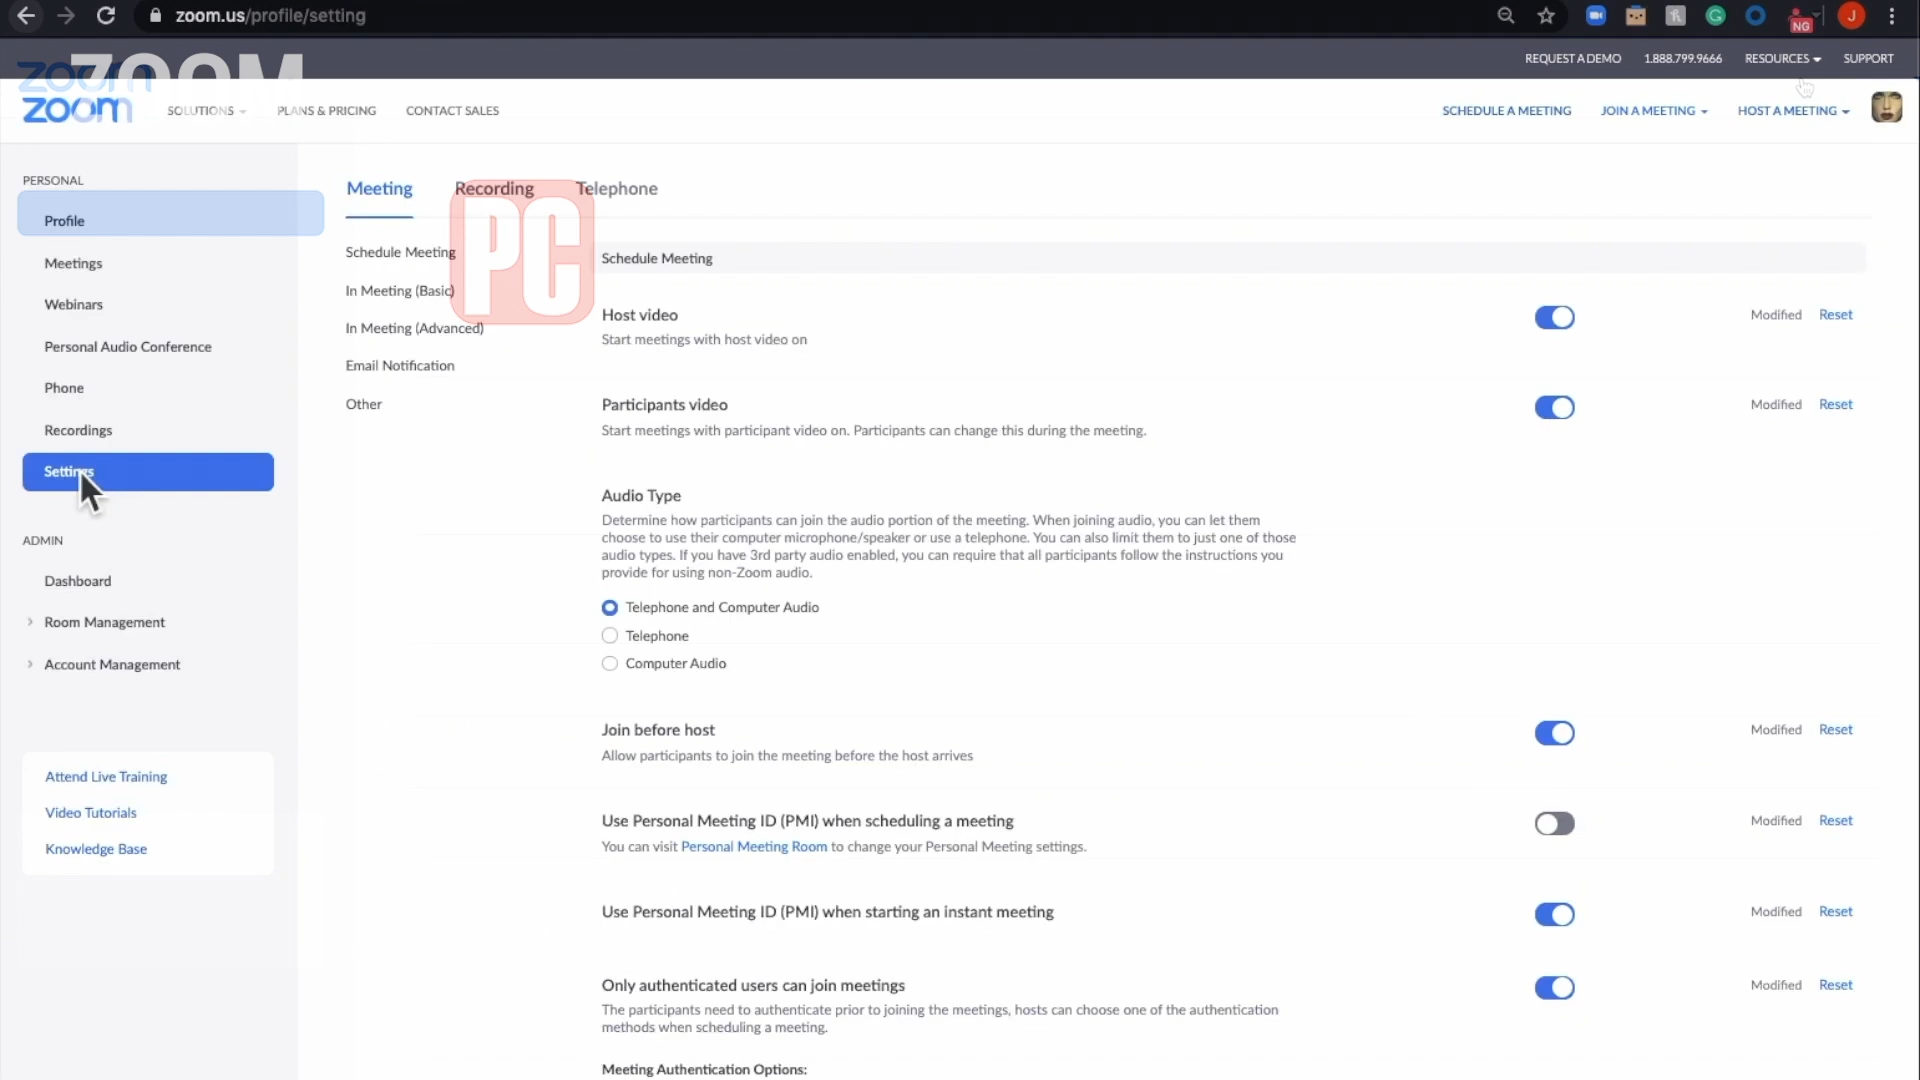 zoom.us/profile/setting
NG
J
REQUEST A DEMO 1.888.799.9666 RESOURCES SUPPORT
zoom
ZOOM
zoom SOLUTIONS PLANS & PRICING CONTACT SALES SCHEDULE A MEETING JOIN A MEETING HOST A MEETING
PERSONAL
Profile
Meetings
Webinars
Personal Audio Conference
Phone
Recordings
Settings
ADMIN
Dashboard
Room Management
Account Management
Attend Live Training
Video Tutorials
Knowledge Base
Meeting Recording Telephone
PC
Schedule Meeting
In Meeting (Basic)
In Meeting (Advanced)
Email Notification
Other
Schedule Meeting
Host video Modified Reset
Start meetings with host video on
Participants video Modified Reset
Start meetings with participant video on. Participants can change this during the meeting.
Audio Type
Determine how participants can join the audio portion of the meeting. When joining audio, you can let them
choose to use their computer microphone/speaker or use a telephone. You can also limit them to just one of those
audio types. If you have 3rd party audio enabled, you can require that all participants follow the instructions you
provide for using non-Zoom audio.
Telephone and Computer Audio
Telephone
Computer Audio
Join before host Modified Reset
Allow participants to join the meeting before the host arrives
Use Personal Meeting ID (PMI) when scheduling a meeting Modified Reset
You can visit Personal Meeting Room to change your Personal Meeting settings.
Use Personal Meeting ID (PMI) when starting an instant meeting Modified Reset
Only authenticated users can join meetings Modified Reset
The participants need to authenticate prior to joining the meetings, hosts can choose one of the authentication
methods when scheduling a meeting.
Meeting Authentication Options: